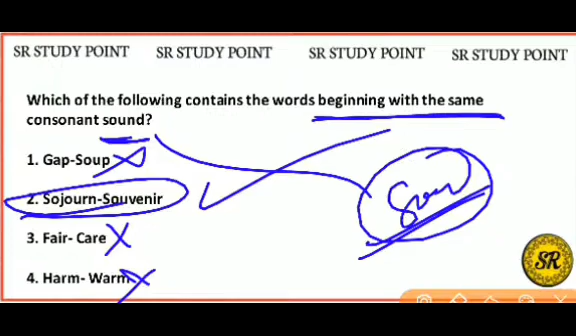 SR STUDY POINT SR STUDY POINT SR STUDY POINT SR STUDY POINT
Which of the following contains the words beginning with the same
consonant sound?
1. Gap-Soup
2. Sojourn-Souvenir
3. Fair- Care
4. Harm- Warm
SR